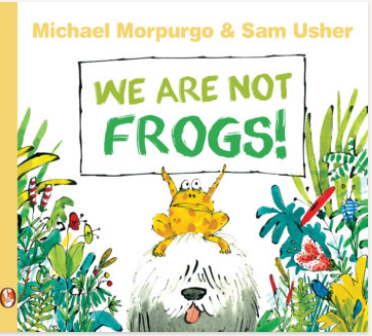 Michael Morpurgo & Sam Usher
WE ARE NOT
FROGS!